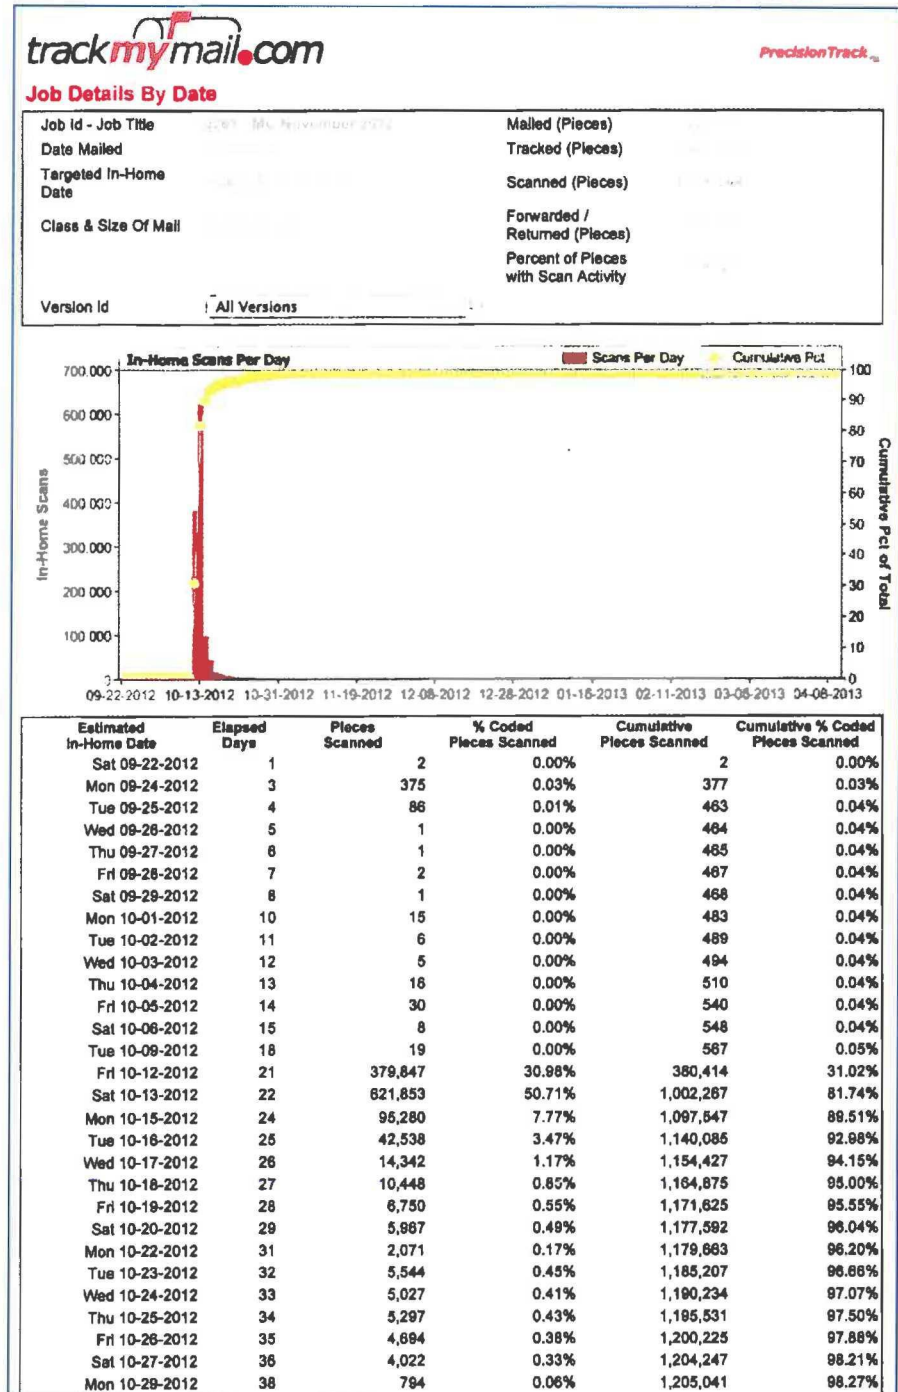 trackmymail.com
PrecisionTrack
Job Details By Date
Job Id - Job Title
Mailed (Pieces)
Date Mailed
Tracked (Pieces)
Targeted In-Home Date
Scanned (Pieces)
Class & Size Of Mail
Forwarded / Returned (Pieces)
Percent of Pieces with Scan Activity
Version Id All Versions
In-Home Scans Per Day Scans Per Day Cumulative Pct
In-Home Scans
700.000
600 000
500 000
400 000
300.000
200 000
100 000
0
100
90
80
70
60
50
40
30
20
10
0
Cumulative Pct of Total
09-22-2012 10-13-2012 10-31-2012 11-19-2012 12-08-2012 12-28-2012 01-16-2013 02-11-2013 03-06-2013 04-06-2013
Estimated Elapsed Pieces % Coded Cumulative Cumulative % Coded
In-Home Date Days Scanned Pieces Scanned Pieces Scanned Pieces Scanned
Sat 09-22-2012 1 2 0.00% 2 0.00%
Mon 09-24-2012 3 375 0.03% 377 0.03%
Tue 09-25-2012 4 86 0.01% 463 0.04%
Wed 09-26-2012 5 1 0.00% 464 0.04%
Thu 09-27-2012 6 1 0.00% 465 0.04%
Fri 09-28-2012 7 2 0.00% 467 0.04%
Sat 09-29-2012 8 1 0.00% 468 0.04%
Mon 10-01-2012 10 15 0.00% 483 0.04%
Tue 10-02-2012 11 6 0.00% 489 0.04%
Wed 10-03-2012 12 5 0.00% 494 0.04%
Thu 10-04-2012 13 16 0.00% 510 0.04%
Fri 10-05-2012 14 30 0.00% 540 0.04%
Sat 10-06-2012 15 8 0.00% 548 0.04%
Tue 10-09-2012 18 19 0.00% 567 0.05%
Fri 10-12-2012 21 379,847 30.98% 380,414 31.02%
Sat 10-13-2012 22 621,853 50.71% 1,002,267 81.74%
Mon 10-15-2012 24 95,280 7.77% 1,097,547 89.51%
Tue 10-16-2012 25 42,538 3.47% 1,140,085 92.98%
Wed 10-17-2012 26 14,342 1.17% 1,154,427 94.15%
Thu 10-18-2012 27 10,448 0.85% 1,164,875 95.00%
Fri 10-19-2012 28 6,750 0.55% 1,171,625 95.55%
Sat 10-20-2012 29 5,967 0.49% 1,177,592 96.04%
Mon 10-22-2012 31 2,071 0.17% 1,179,663 96.20%
Tue 10-23-2012 32 5,544 0.45% 1,185,207 96.66%
Wed 10-24-2012 33 5,027 0.41% 1,190,234 97.07%
Thu 10-25-2012 34 5,297 0.43% 1,195,531 97.50%
Fri 10-26-2012 35 4,694 0.38% 1,200,225 97.88%
Sat 10-27-2012 36 4,022 0.33% 1,204,247 98.21%
Mon 10-29-2012 38 794 0.06% 1,205,041 98.27%